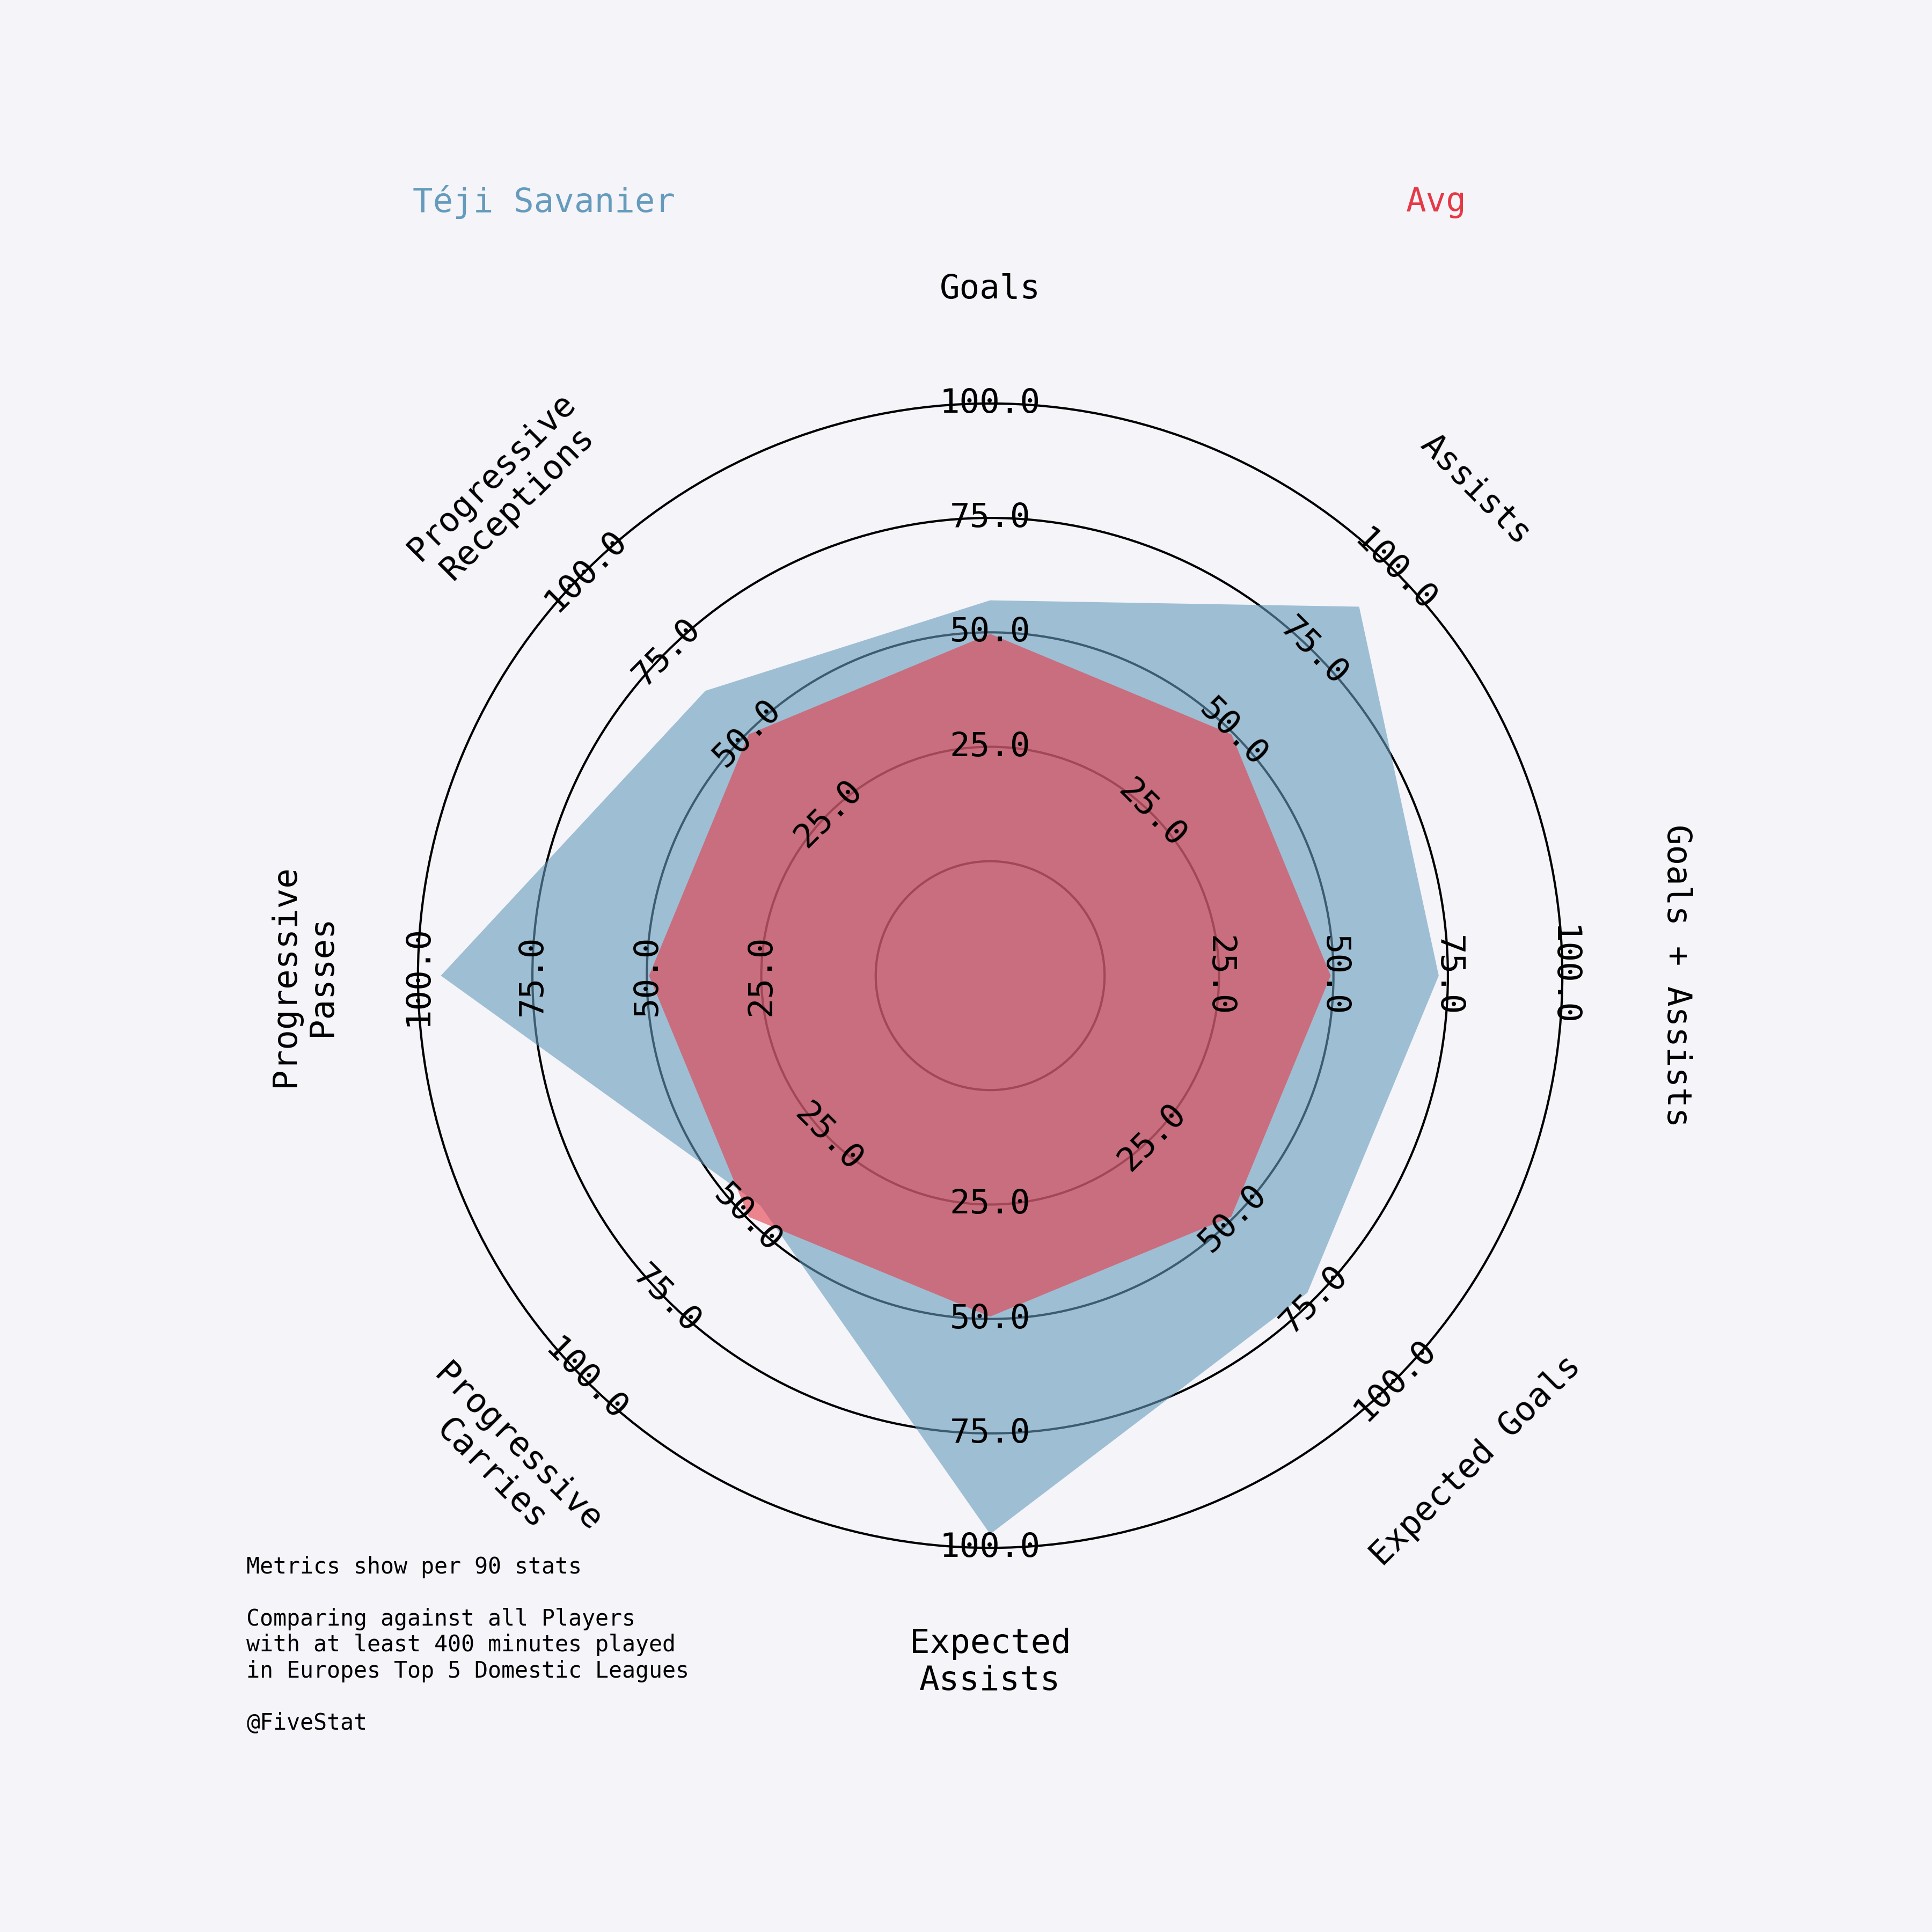 Téji Savanier
Avg
Goals
Assists
Goals + Assists
Expected Goals
Expected
Assists
Progressive
Carries
Progressive
Passes
Progressive
Receptions
25.0
50.0
75.0
100.0
25.0
50.0
75.0
100.0
25.0
50.0
75.0
100.0
25.0
50.0
75.0
100.0
25.0
50.0
75.0
100.0
25.0
50.0
75.0
100.0
25.0
50.0
75.0
100.0
25.0
50.0
75.0
100.0
Metrics show per 90 stats
Comparing against all Players
with at least 400 minutes played
in Europes Top 5 Domestic Leagues
@FiveStat